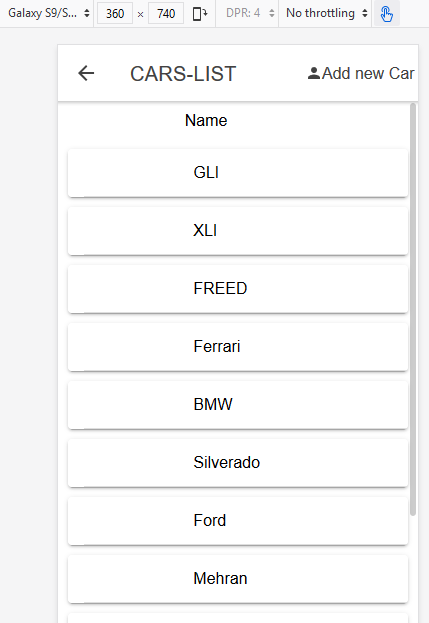 Galaxy S9/S... 360 × 740 DPR: 4 No throttling
CARS-LIST Add new Car
Name
GLI
XLI
FREED
Ferrari
BMW
Silverado
Ford
Mehran